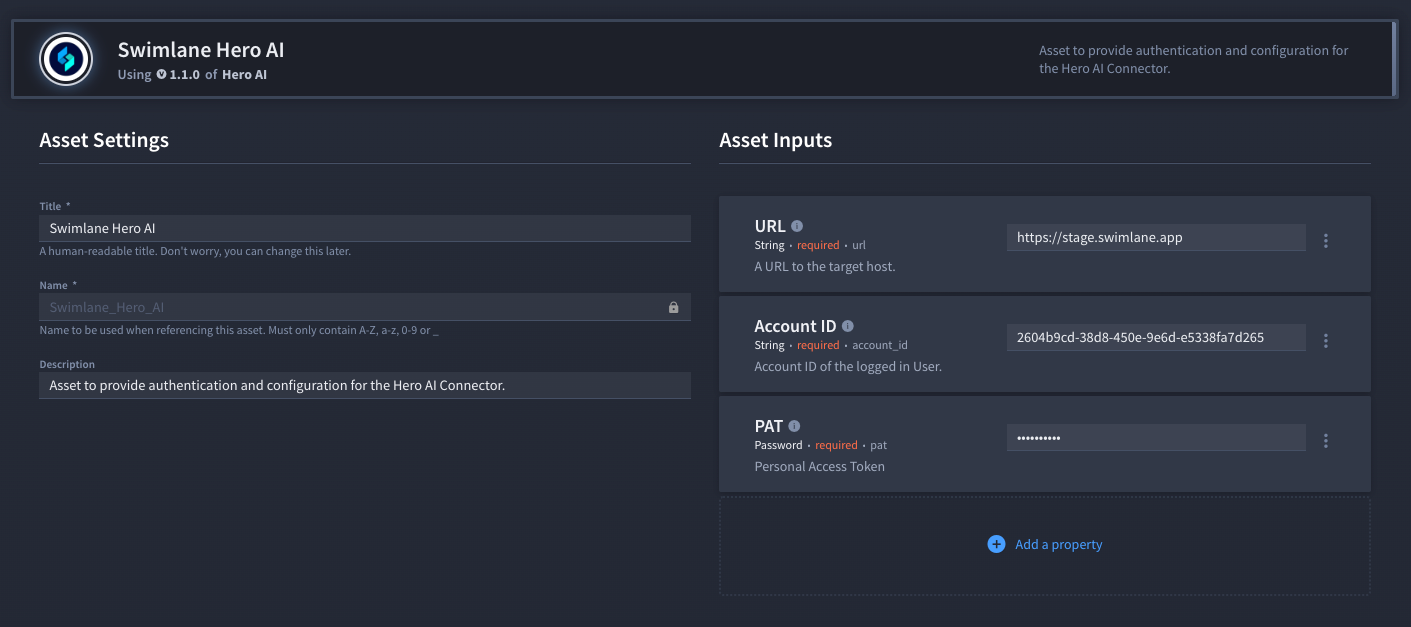 Swimlane Hero AI
Using 1.1.0 of Hero AI
Asset to provide authentication and configuration for
the Hero AI Connector.
Asset Settings
Title *
Swimlane Hero AI
A human-readable title. Don't worry, you can change this later.
Name *
Swimlane_Hero_AI
Name to be used when referencing this asset. Must only contain A-Z, a-z, 0-9 or _
Description
Asset to provide authentication and configuration for the Hero AI Connector.
Asset Inputs
URL
String • required • url
A URL to the target host.
https://stage.swimlane.app
Account ID
String • required • account_id
Account ID of the logged in User.
2604b9cd-38d8-450e-9e6d-e5338fa7d265
PAT
Password • required • pat
Personal Access Token
••••••••••
Add a property